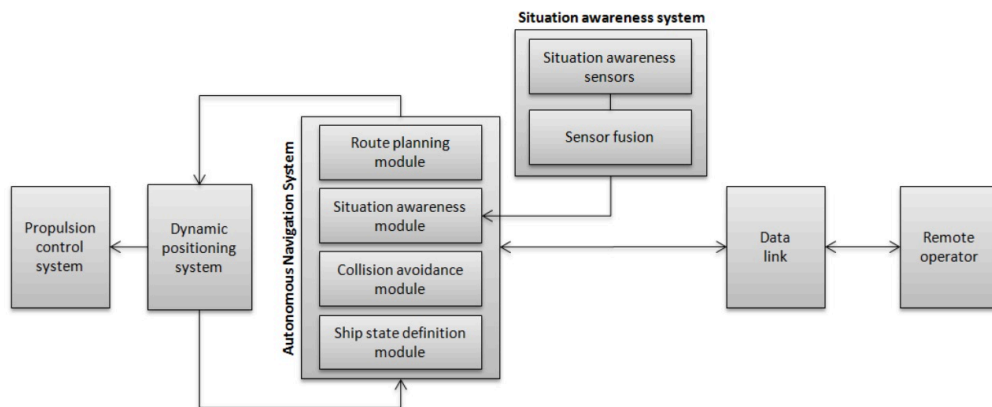 Situation awareness system
Situation awareness
sensors
Sensor fusion
Autonomous Navigation System
Route planning
module
Situation awareness
module
Collision avoidance
module
Ship state definition
module
Propulsion
control
system
Dynamic
positioning
system
Data
link
Remote
operator